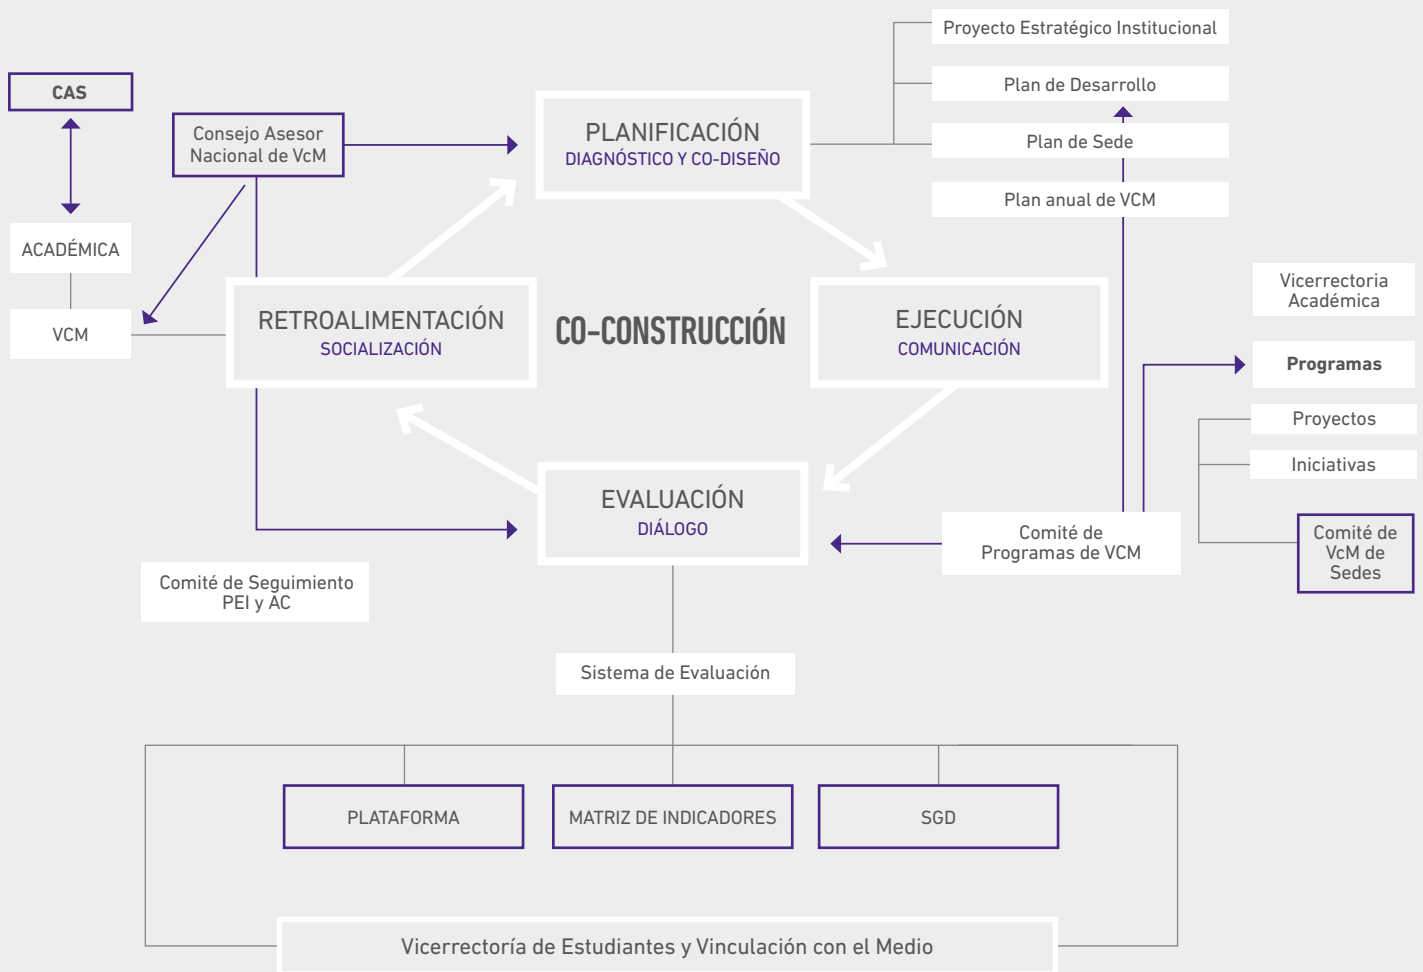 Proyecto Estratégico Institucional
Plan de Desarrollo
Plan de Sede
Plan anual de VCM
CAS
Consejo Asesor
Nacional de VcM
PLANIFICACIÓN
DIAGNÓSTICO Y CO-DISEÑO
ACADÉMICA
VCM
RETROALIMENTACIÓN
SOCIALIZACIÓN
CO-CONSTRUCCIÓN
EJECUCIÓN
COMUNICACIÓN
Vicerrectoria
Académica
Programas
Proyectos
Iniciativas
Comité de
VcM de
Sedes
EVALUACIÓN
DIÁLOGO
Comité de
Programas de VCM
Comité de Seguimiento
PEI y AC
Sistema de Evaluación
PLATAFORMA
MATRIZ DE INDICADORES
SGD
Vicerrectoría de Estudiantes y Vinculación con el Medio